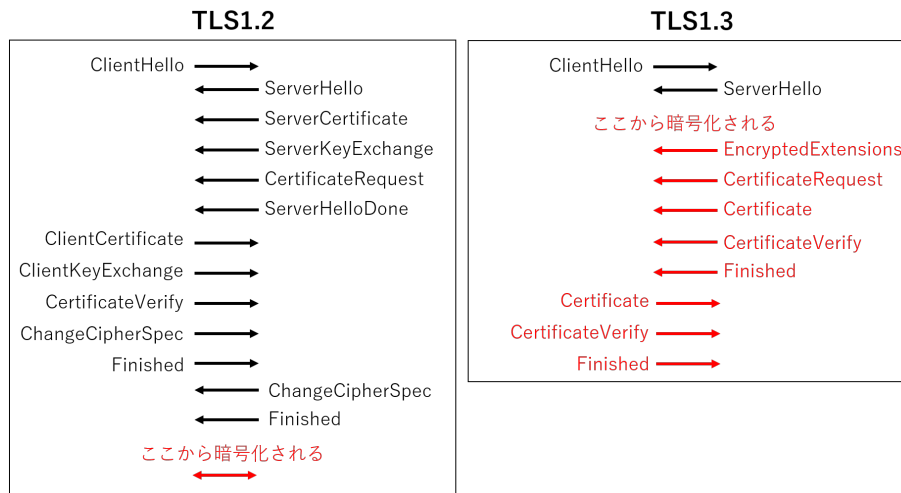 TLS1.2
ClientHello
ServerHello
ServerCertificate
ServerKeyExchange
CertificateRequest
ServerHelloDone
ClientCertificate
ClientKeyExchange
CertificateVerify
ChangeCipherSpec
Finished
ChangeCipherSpec
Finished
ここから暗号化される
TLS1.3
ClientHello
ServerHello
ここから暗号化される
EncryptedExtensions
CertificateRequest
Certificate
CertificateVerify
Finished
Certificate
CertificateVerify
Finished